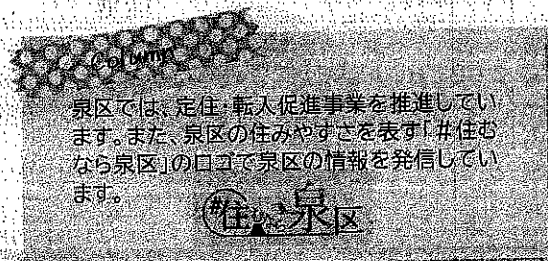 Column
泉区では、定住・転入促進事業を推進してい
ます。また、泉区の住みやすさを表す「#住む
なら泉区」のロゴで泉区の情報を発信してい
ます。
#住むなら泉区